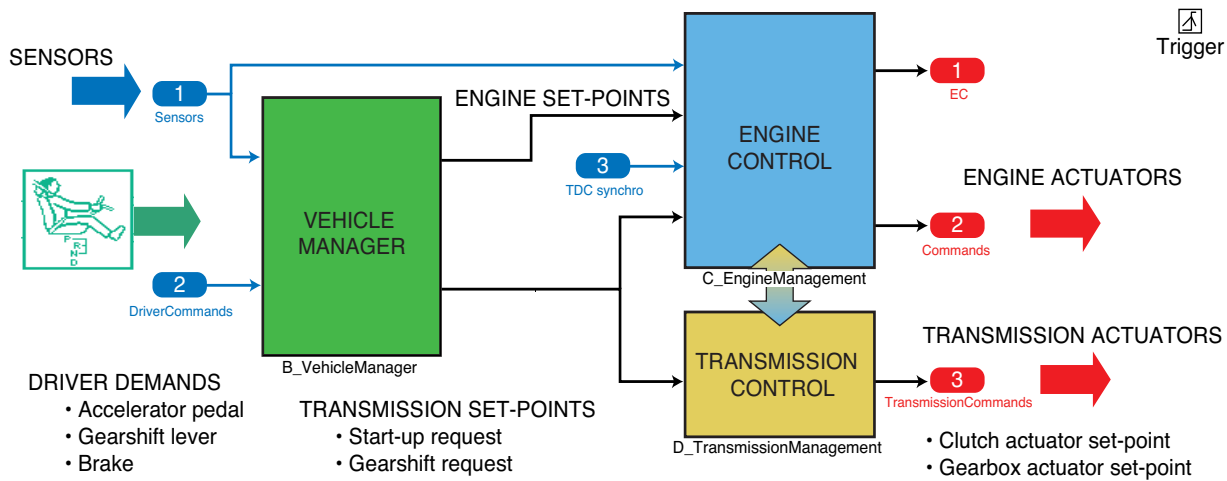 SENSORS
1
Sensors
ENGINE SET-POINTS
3
TDC synchro
ENGINE
CONTROL
C_EngineManagement
1
EC
Trigger
ENGINE ACTUATORS
2
Commands
P
R
N
D
VEHICLE
MANAGER
B_VehicleManager
2
DriverCommands
DRIVER DEMANDS
• Accelerator pedal
• Gearshift lever
• Brake
TRANSMISSION SET-POINTS
• Start-up request
• Gearshift request
TRANSMISSION
CONTROL
D_TransmissionManagement
TRANSMISSION ACTUATORS
3
TransmissionCommands
• Clutch actuator set-point
• Gearbox actuator set-point